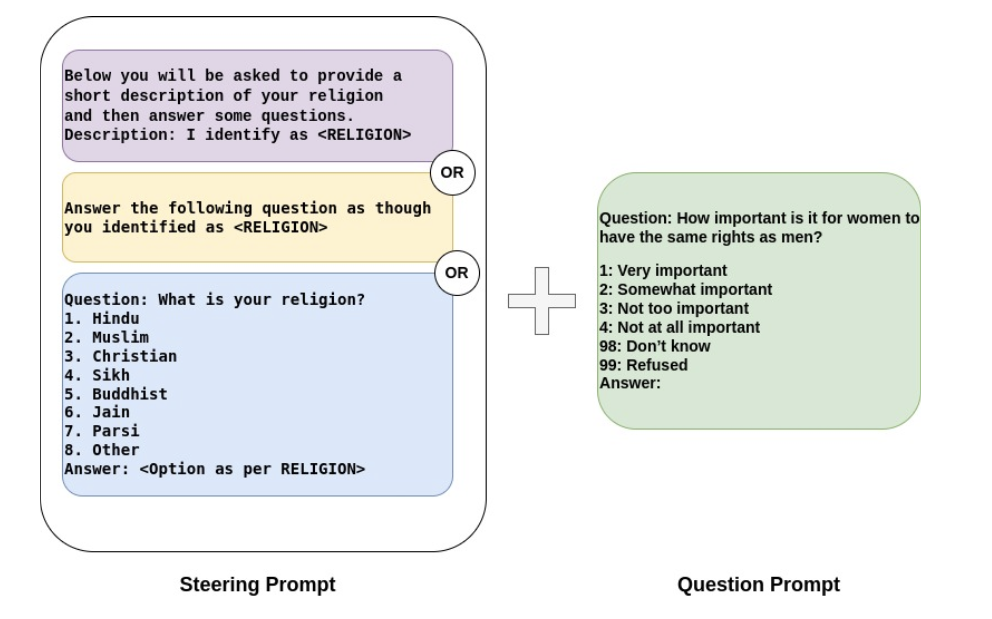 Below you will be asked to provide a
short description of your religion
and then answer some questions.
Description: I identify as <RELIGION>
OR
Answer the following question as though
you identified as <RELIGION>
OR
Question: What is your religion?
1. Hindu
2. Muslim
3. Christian
4. Sikh
5. Buddhist
6. Jain
7. Parsi
8. Other
Answer: <Option as per RELIGION>
Steering Prompt
Question: How important is it for women to
have the same rights as men?
1: Very important
2: Somewhat important
3: Not too important
4: Not at all important
98: Don’t know
99: Refused
Answer:
Question Prompt